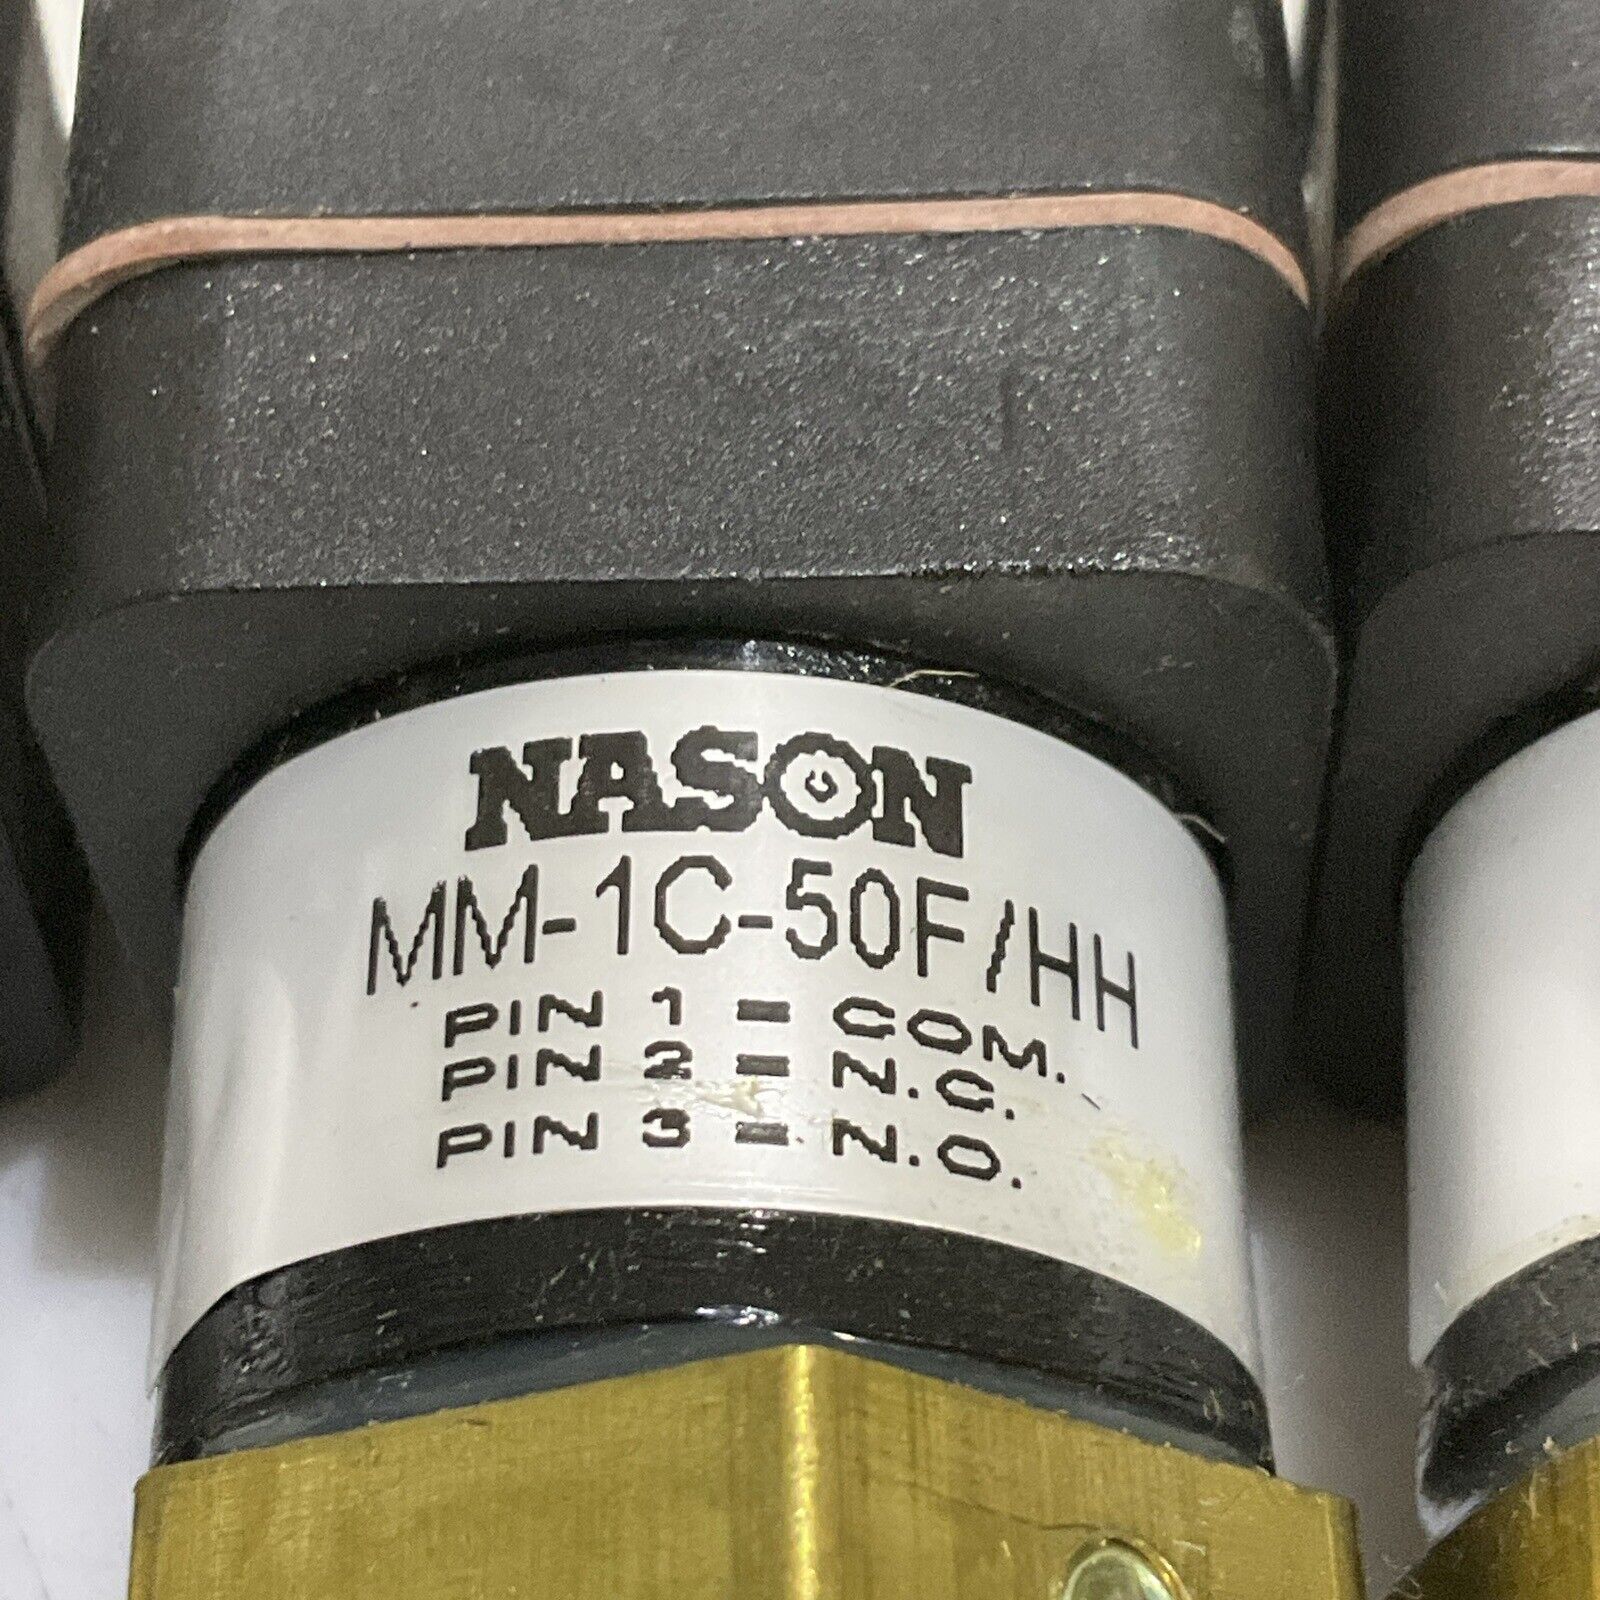 NASON
MM-1C-50F/HH
PIN 1 = COM.
PIN 2 = N.C.
PIN 3 = N.O.